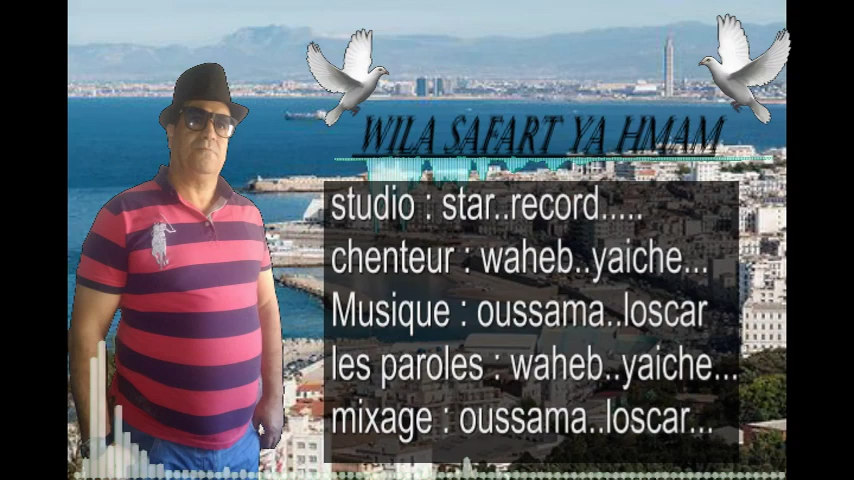 WILA SAFART YA HMAM
studio : star..record.....
chenteur : waheb..yaiche...
Musique : oussama..loscar
les paroles : waheb..yaiche...
mixage : oussama..loscar...